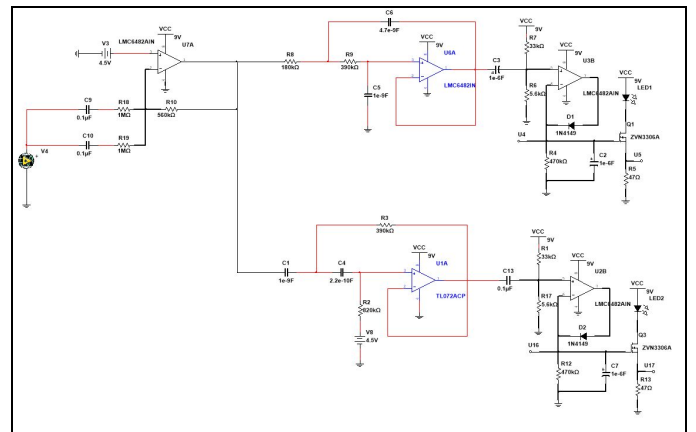 C6
4.7e-9F
V3
4.5V
LMC6482AIN
VCC
9V
U7A
R8
180kΩ
R9
390kΩ
C5
1e-9F
VCC
9V
U6A
LMC6482IN
C3
1e-6F
R7
33kΩ
R6
5.6kΩ
VCC
9V
U3B
LMC6482AIN
VCC
9V
LED1
D1
1N4149
Q1
ZVN3306A
U4
U5
R4
470kΩ
C2
1e-6F
R5
47Ω
C9
0.1µF
R18
1MΩ
R10
560kΩ
C10
0.1µF
R19
1MΩ
V4
R3
390kΩ
C1
1e-9F
C4
2.2e-10F
VCC
9V
U1A
TL072ACP
R2
820kΩ
V8
4.5V
C13
0.1µF
VCC
9V
R1
33kΩ
R17
5.6kΩ
VCC
9V
U2B
LMC6482AIN
VCC
9V
LED2
D2
1N4149
Q3
ZVN3306A
U16
U17
R12
470kΩ
C7
1e-6F
R13
47Ω